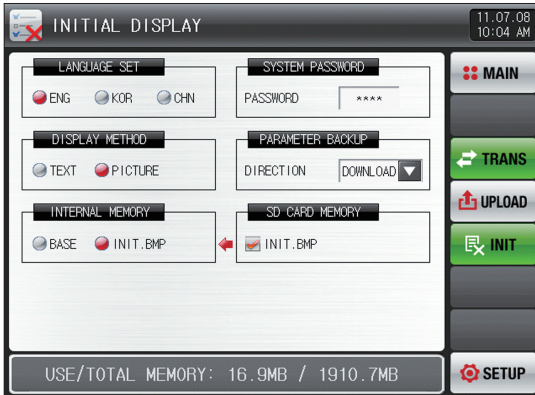 INITIAL DISPLAY
11.07.08
10:04 AM
LANGUAGE SET
ENG KOR CHN
SYSTEM PASSWORD
PASSWORD ****
DISPLAY METHOD
TEXT PICTURE
PARAMETER BACKUP
DIRECTION DOWNLOAD
INTERNAL MEMORY
BASE INIT.BMP
SD CARD MEMORY
INIT.BMP
USE/TOTAL MEMORY: 16.9MB / 1910.7MB
MAIN
TRANS
UPLOAD
INIT
SETUP